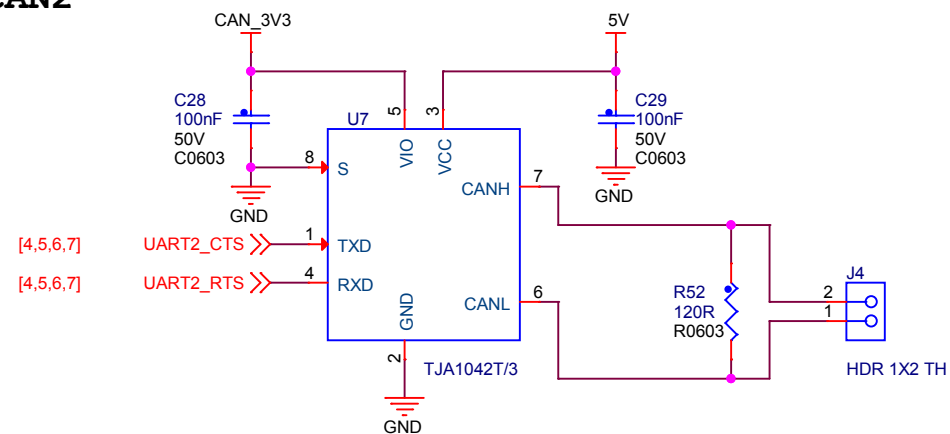 CAN2
CAN_3V3
5V
C28
100nF
50V
C0603
C29
100nF
50V
C0603
U7
5
3
VIO
VCC
8
S
GND
GND
CANH
7
[4,5,6,7]
UART2_CTS
1
TXD
[4,5,6,7]
UART2_RTS
4
RXD
CANL
6
GND
2
TJA1042T/3
GND
R52
120R
R0603
J4
2
1
HDR 1X2 TH